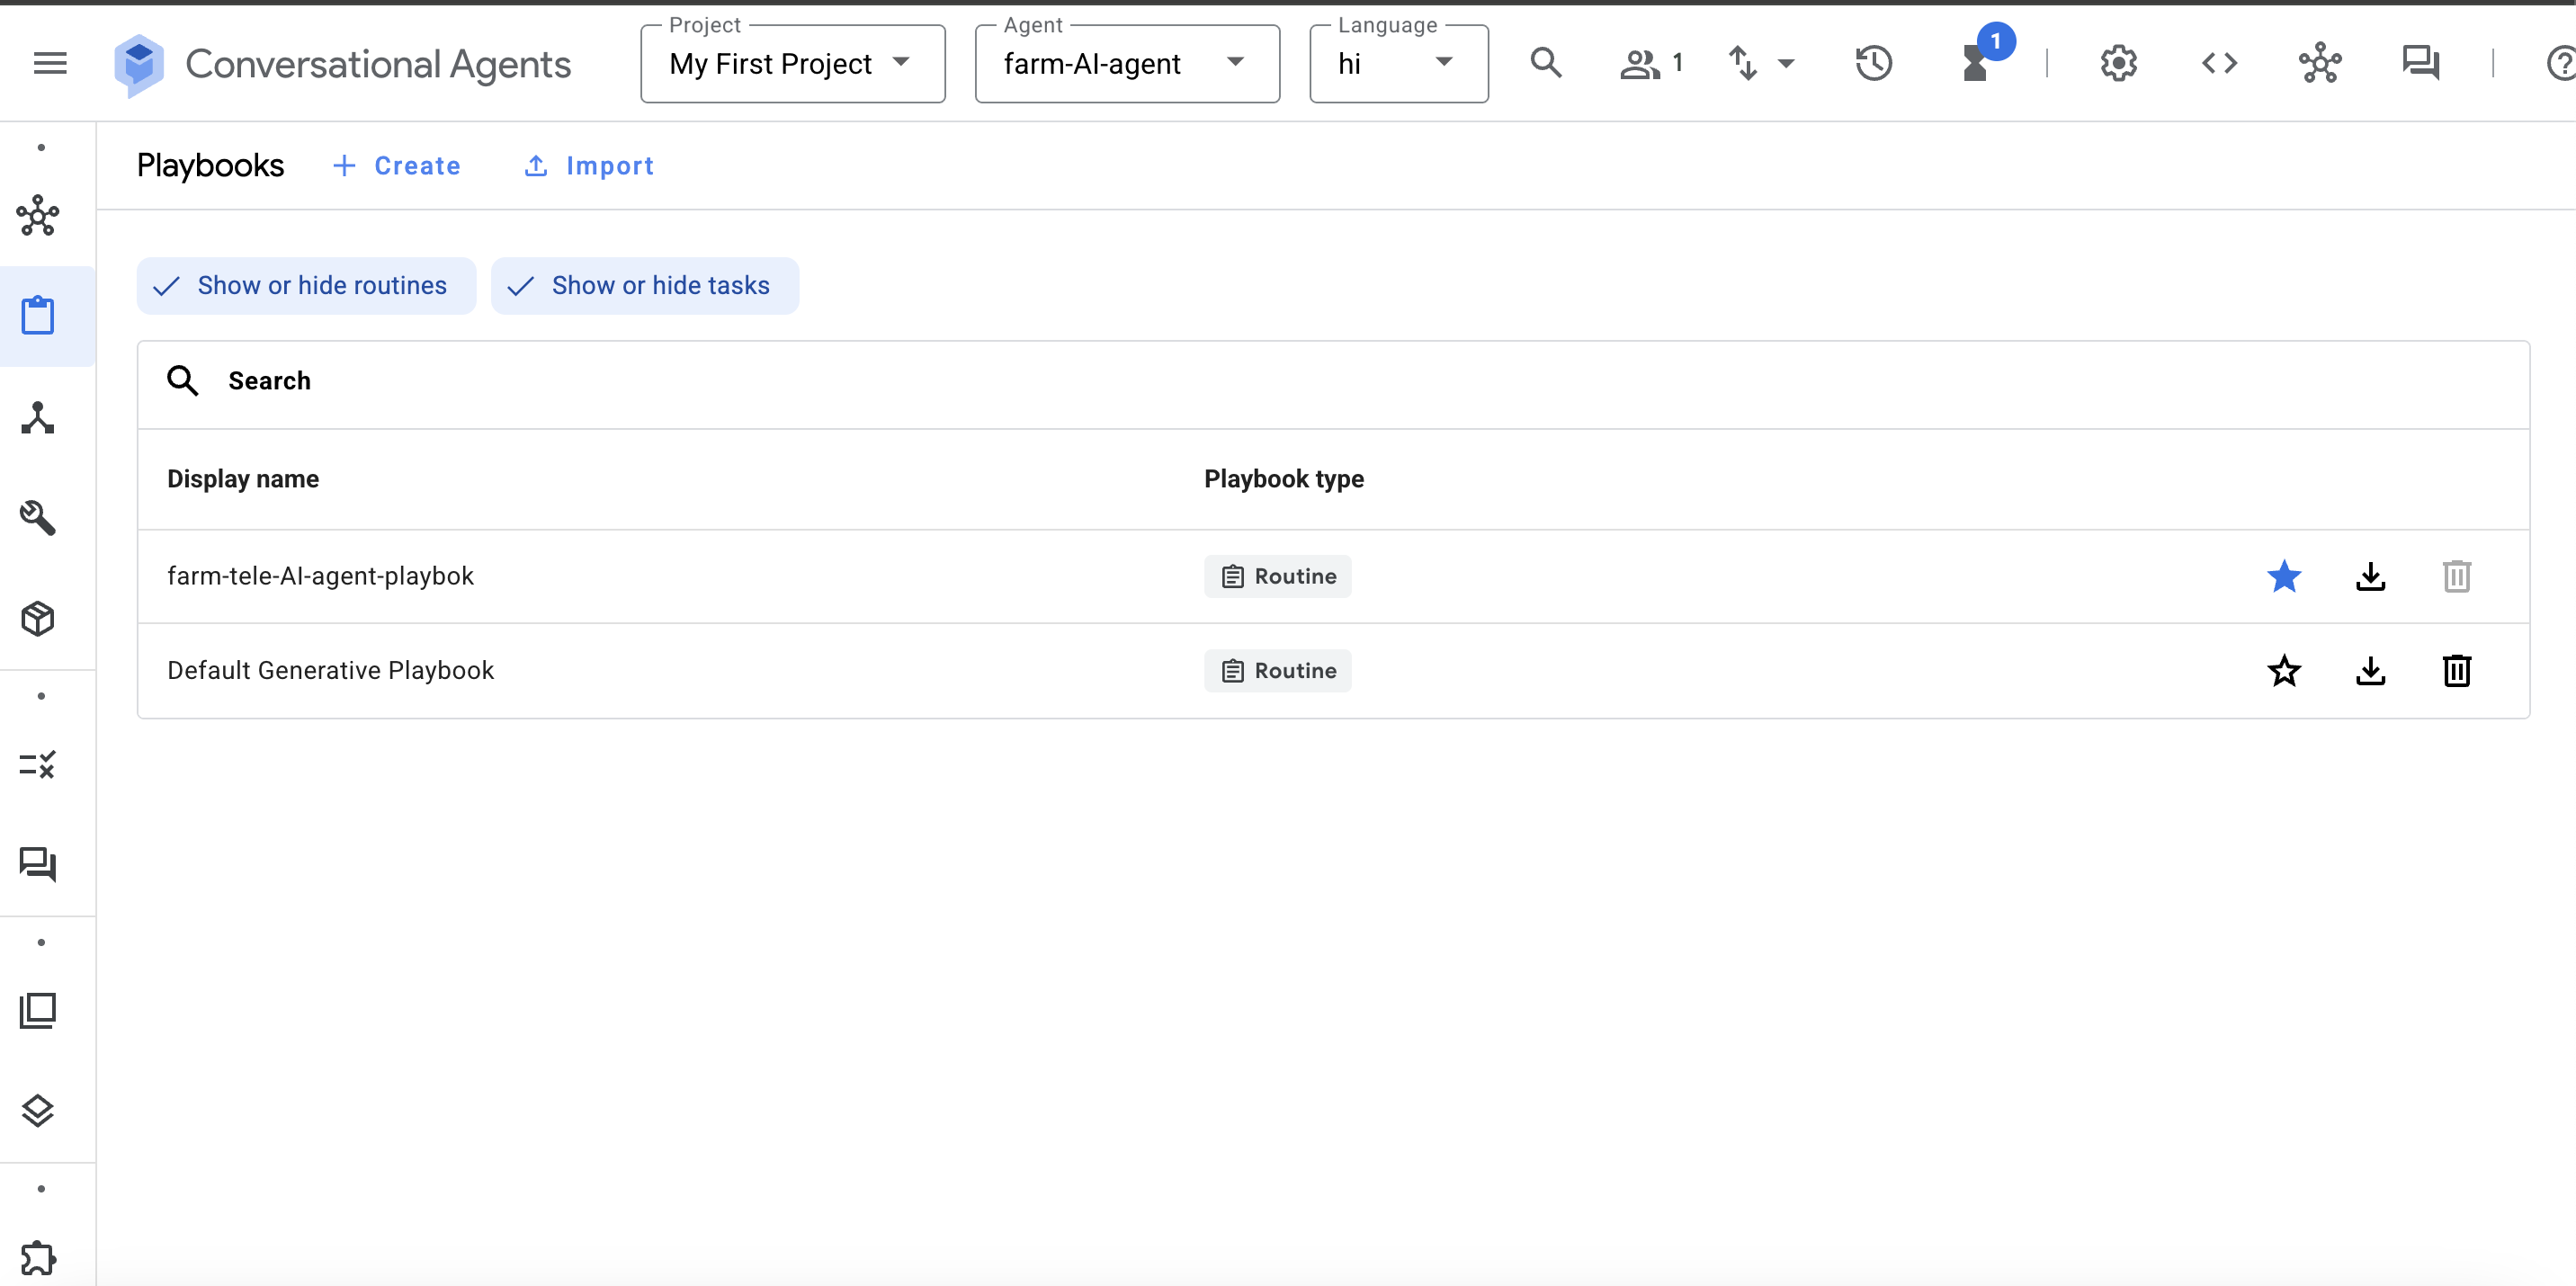 Project
Agent
Language
Conversational Agents
My First Project
farm-AI-agent
hi
1
1
Playbooks
Create
Import
Show or hide routines
Show or hide tasks
Search
Display name
Playbook type
farm-tele-AI-agent-playbok
Routine
Default Generative Playbook
Routine